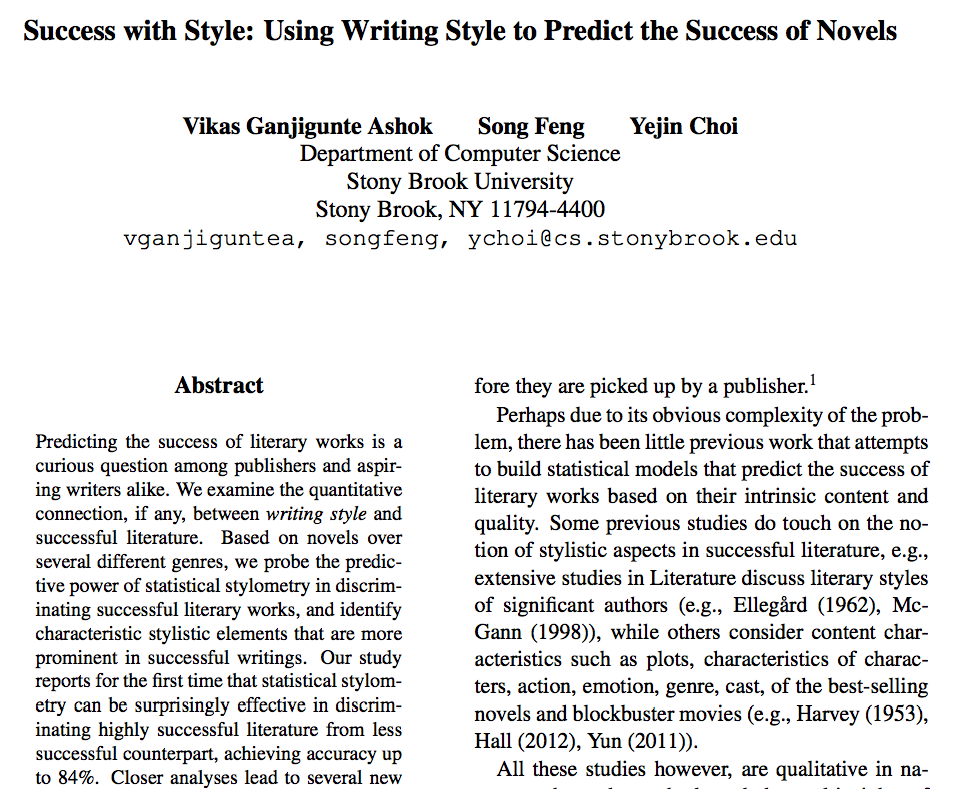 Success with Style: Using Writing Style to Predict the Success of Novels
Vikas Ganjigunte Ashok Song Feng Yejin Choi
Department of Computer Science
Stony Brook University
Stony Brook, NY 11794-4400
vganjiguntea, songfeng, ychoi@cs.stonybrook.edu
Abstract
Predicting the success of literary works is a
curious question among publishers and aspir-
ing writers alike. We examine the quantitative
connection, if any, between writing style and
successful literature. Based on novels over
several different genres, we probe the predic-
tive power of statistical stylometry in discrim-
inating successful literary works, and identify
characteristic stylistic elements that are more
prominent in successful writings. Our study
reports for the first time that statistical stylom-
etry can be surprisingly effective in discrim-
inating highly successful literature from less
successful counterpart, achieving accuracy up
to 84%. Closer analyses lead to several new
fore they are picked up by a publisher.1
Perhaps due to its obvious complexity of the prob-
lem, there has been little previous work that attempts
to build statistical models that predict the success of
literary works based on their intrinsic content and
quality. Some previous studies do touch on the no-
tion of stylistic aspects in successful literature, e.g.,
extensive studies in Literature discuss literary styles
of significant authors (e.g., Ellegård (1962), Mc-
Gann (1998)), while others consider content char-
acteristics such as plots, characteristics of charac-
ters, action, emotion, genre, cast, of the best-selling
novels and blockbuster movies (e.g., Harvey (1953),
Hall (2012), Yun (2011)).
All these studies however, are qualitative in na-